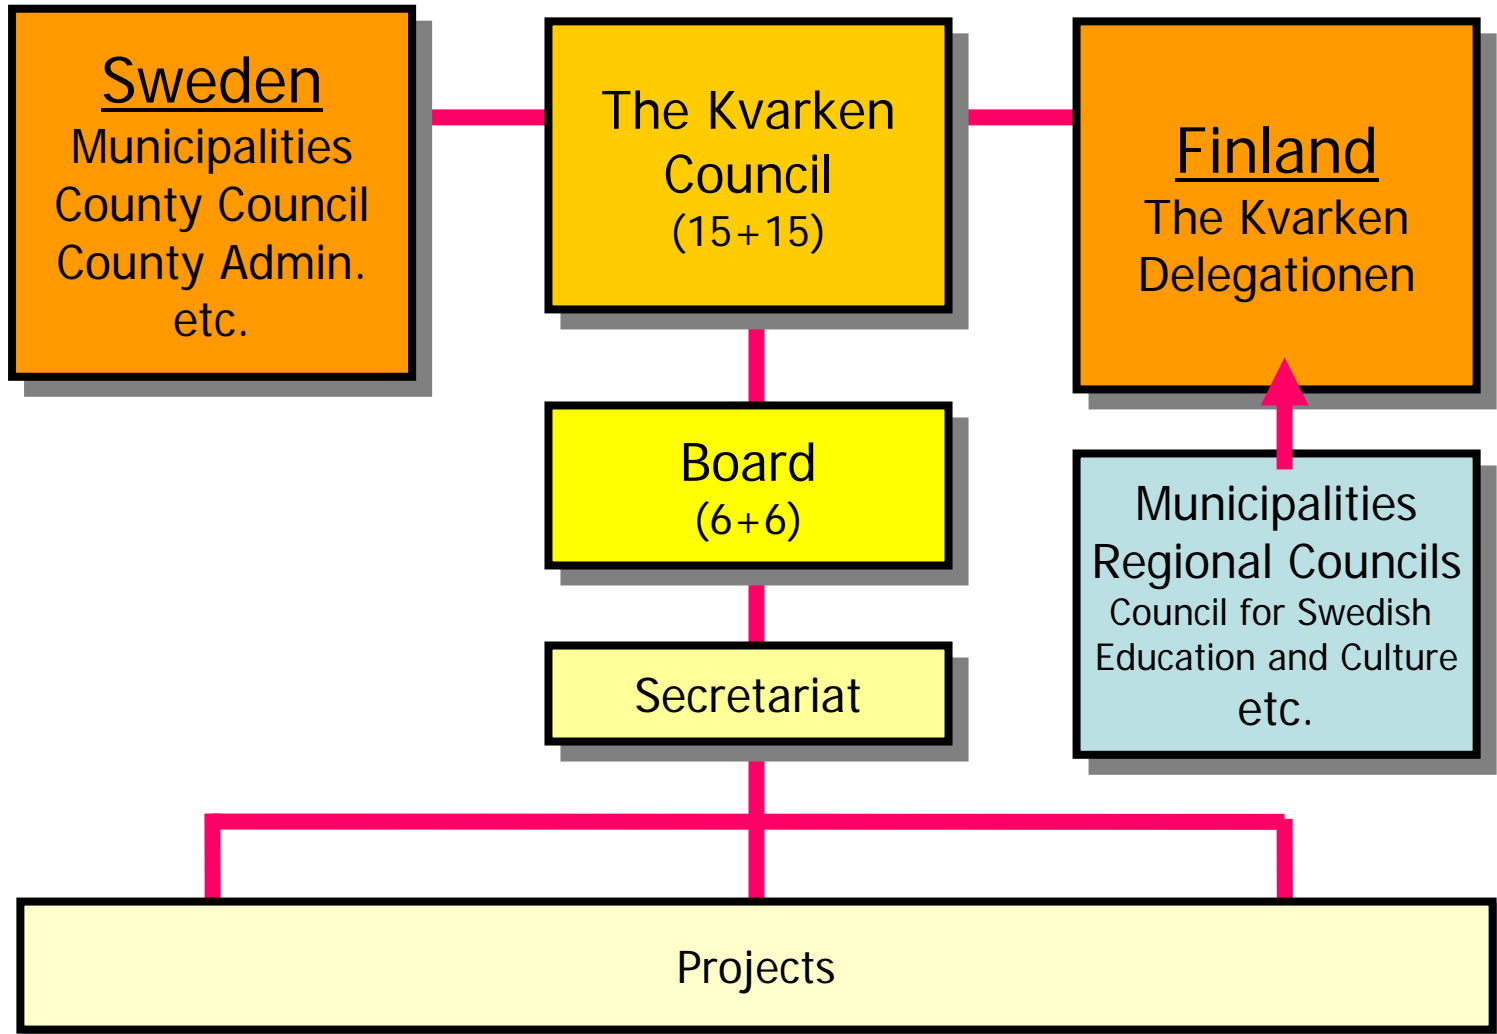 Sweden
Municipalities
County Council
County Admin.
etc.
The Kvarken
Council
(15+15)
Finland
The Kvarken
Delegationen
Board
(6+6)
Municipalities
Regional Councils
Council for Swedish
Education and Culture
etc.
Secretariat
Projects